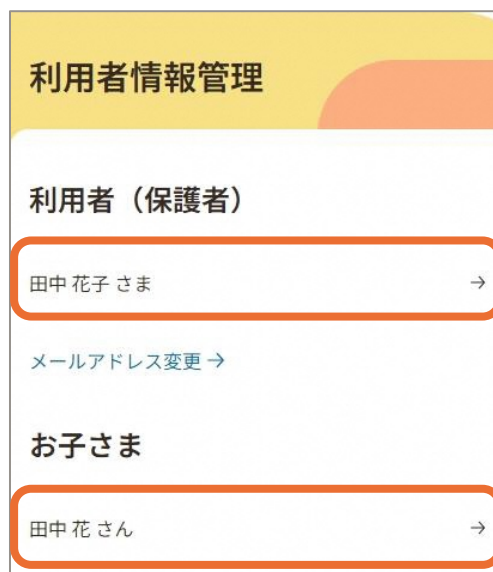 利用者情報管理
利用者（保護者）
田中 花子 さま →
メールアドレス変更 →
お子さま
田中 花 さん →